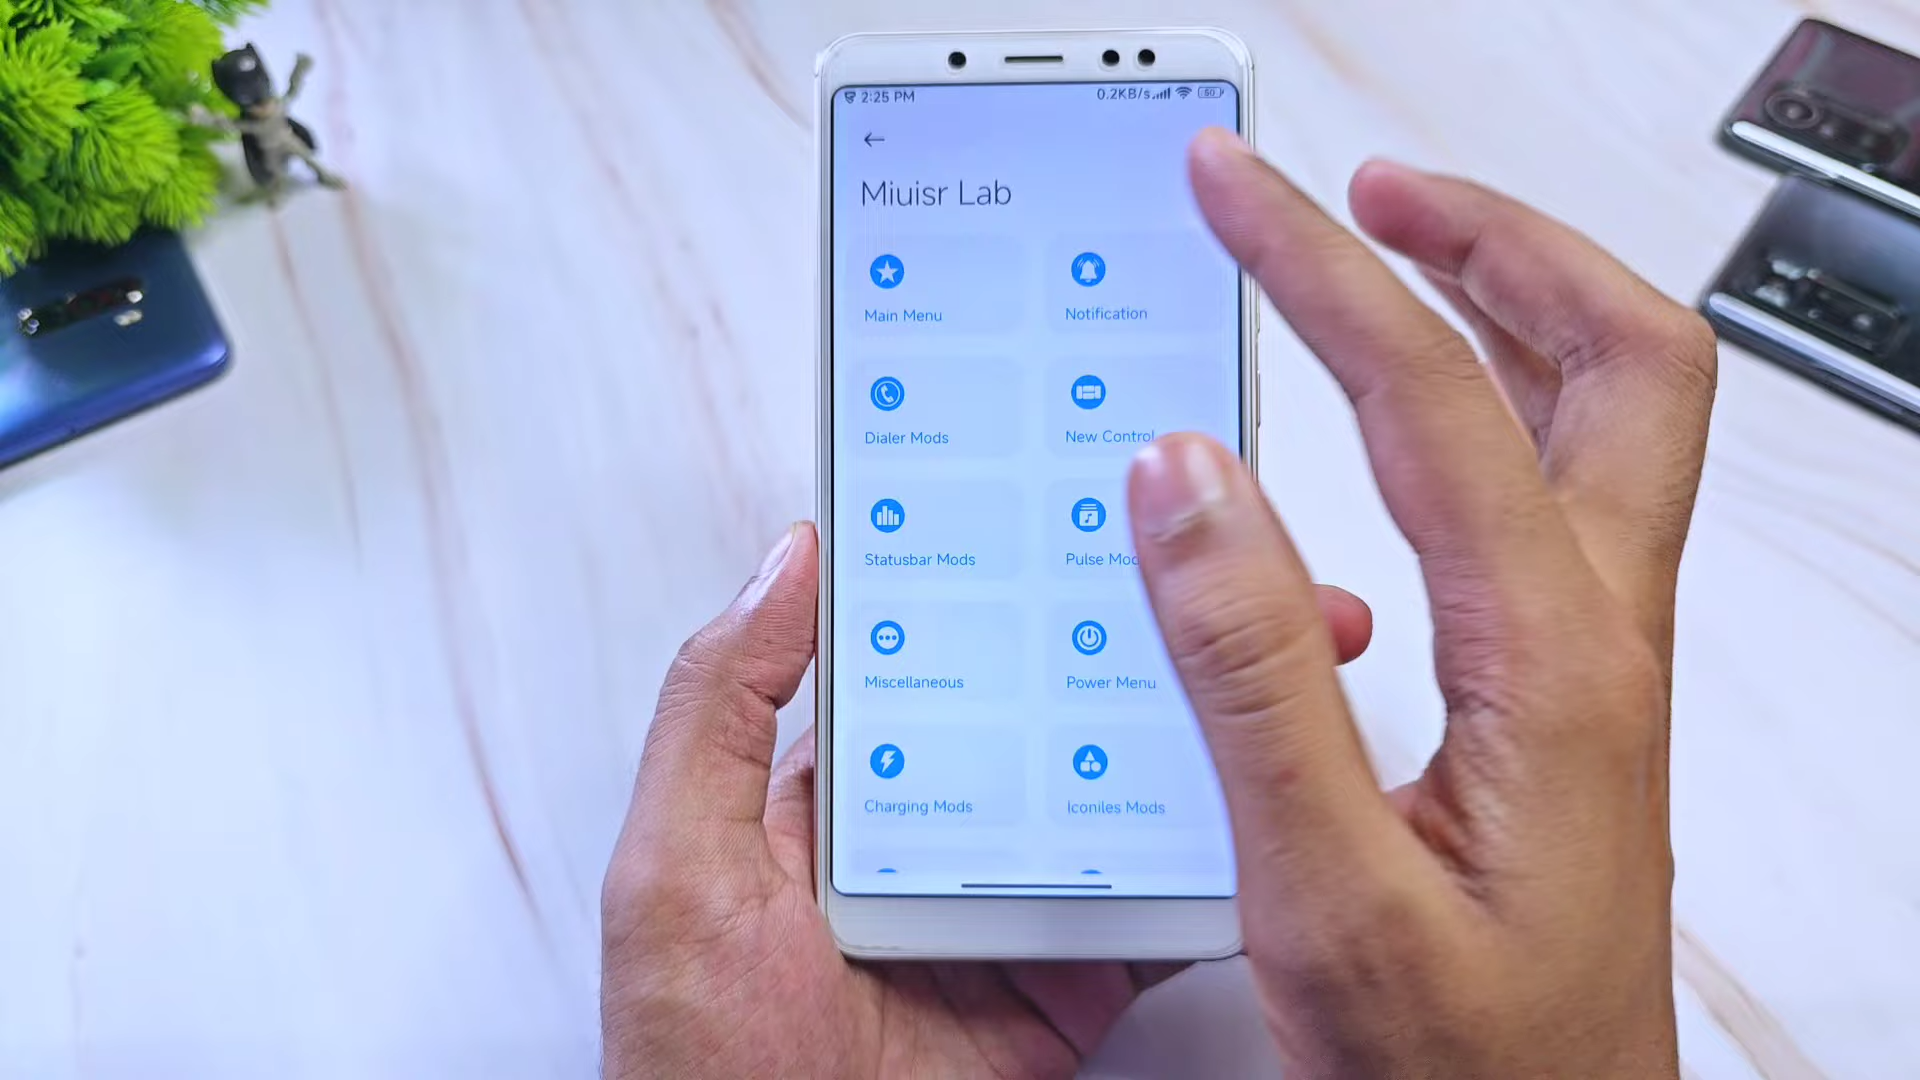 2:25 PM
0.2KB/s
50
Miuisr Lab
Main Menu
Notification
Dialer Mods
New Control
Statusbar Mods
Pulse
Miscellaneous
Power Menu
Charging Mods
Iconiles Mods